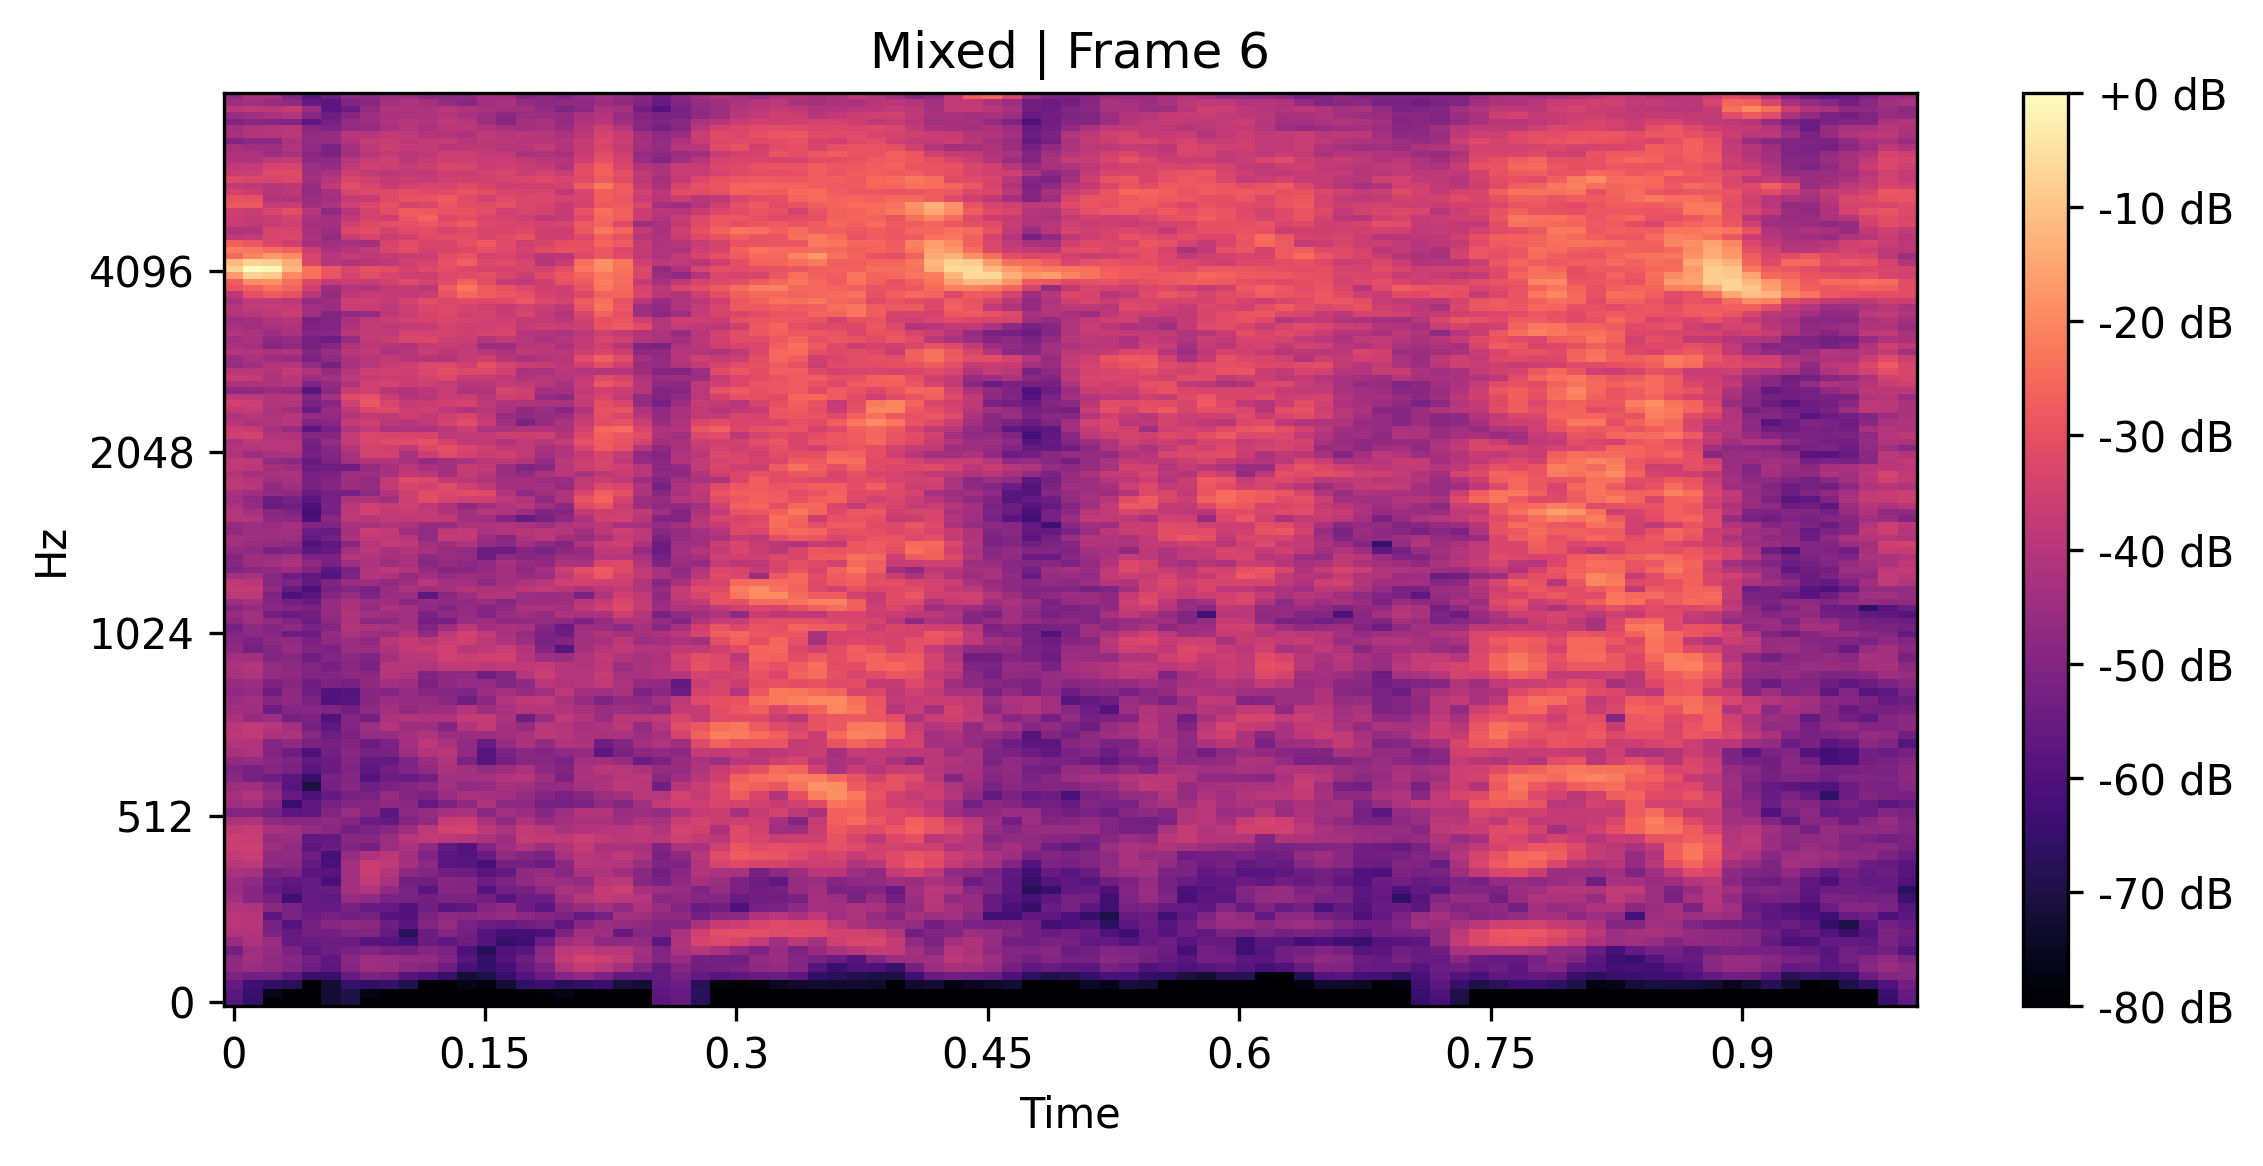 Mixed | Frame 6
Hz
4096
2048
1024
512
0
0 0.15 0.3 0.45 0.6 0.75 0.9
Time
+0 dB
-10 dB
-20 dB
-30 dB
-40 dB
-50 dB
-60 dB
-70 dB
-80 dB